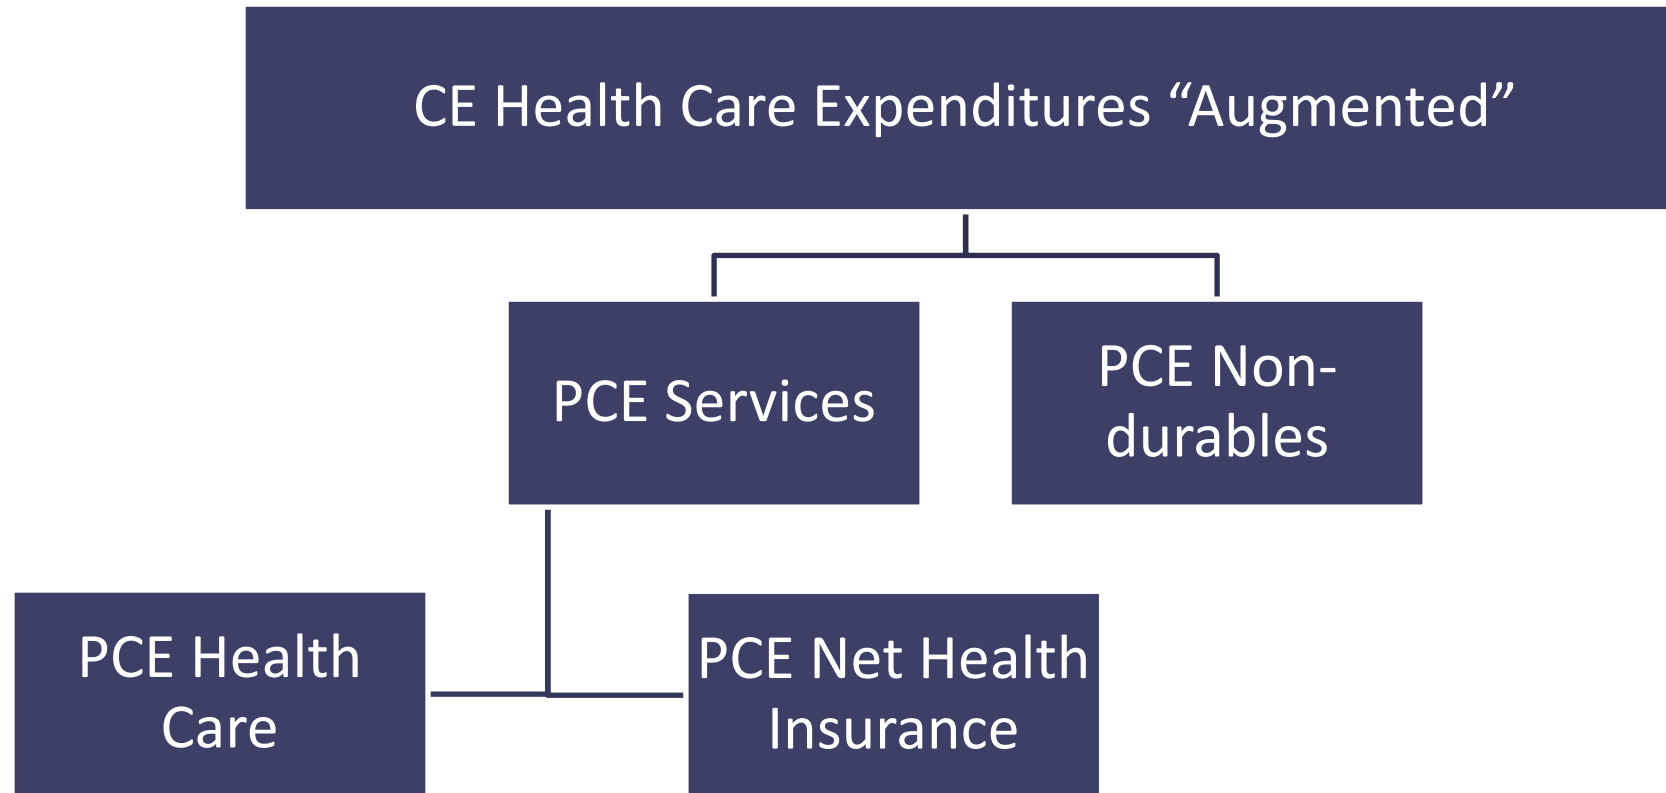 CE Health Care Expenditures “Augmented”
PCE Services
PCE Non-
durables
PCE Health
Care
PCE Net Health
Insurance